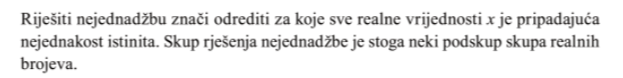 Riješiti nejednadžbu znači odrediti za koje sve realne vrijednosti x je pripadajuća
nejednakost istinita. Skup rješenja nejednadžbe je stoga neki podskup skupa realnih
brojeva.